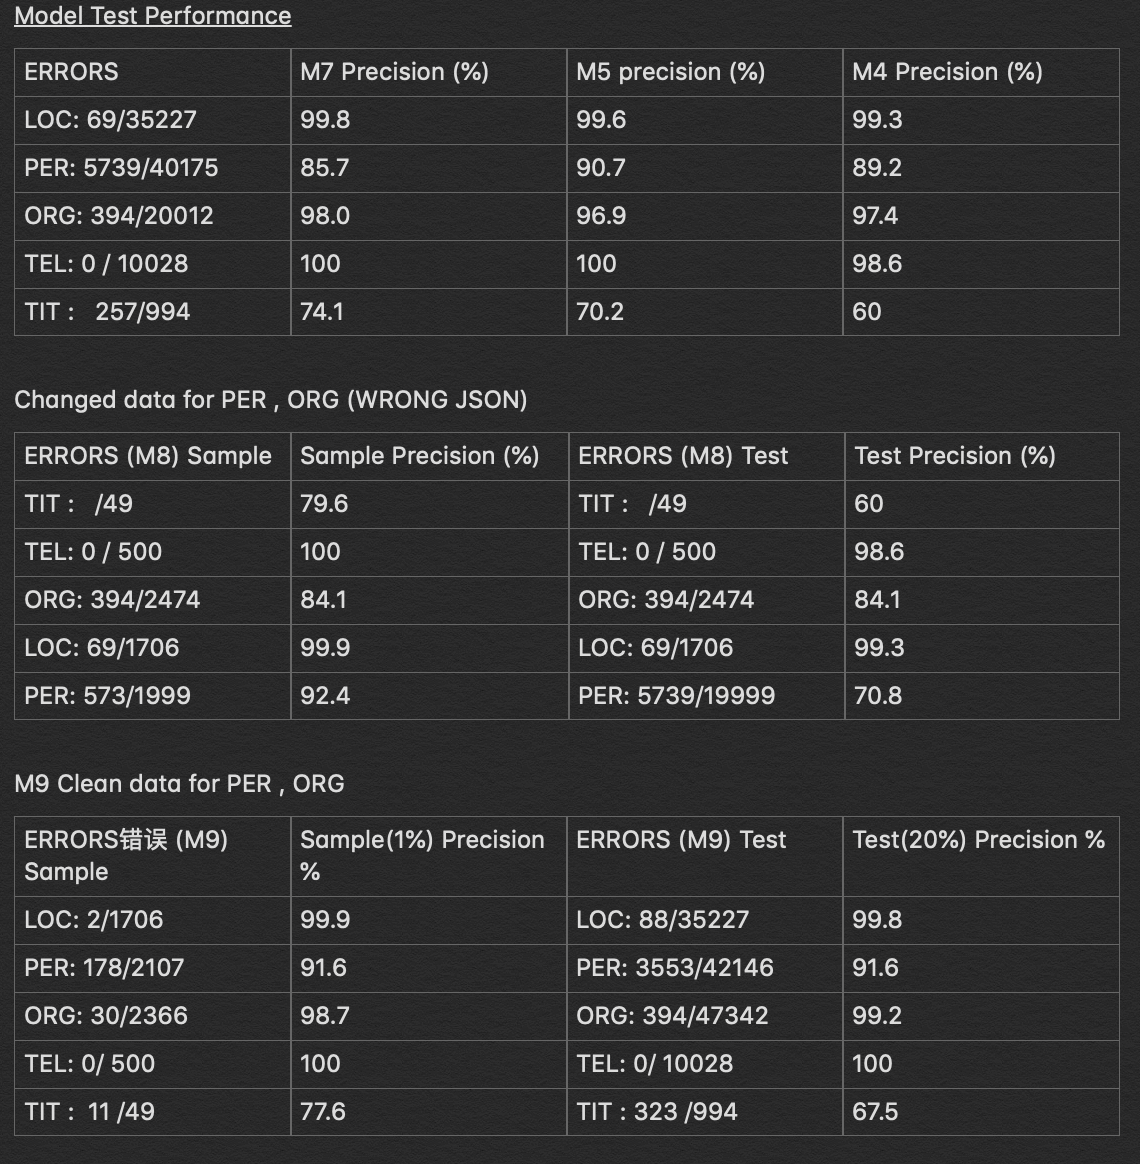 Model Test Performance
ERRORS M7 Precision (%) M5 precision (%) M4 Precision (%)
LOC: 69/35227 99.8 99.6 99.3
PER: 5739/40175 85.7 90.7 89.2
ORG: 394/20012 98.0 96.9 97.4
TEL: 0 / 10028 100 100 98.6
TIT : 257/994 74.1 70.2 60
Changed data for PER , ORG (WRONG JSON)
ERRORS (M8) Sample Sample Precision (%) ERRORS (M8) Test Test Precision (%)
TIT : /49 79.6 TIT : /49 60
TEL: 0 / 500 100 TEL: 0 / 500 98.6
ORG: 394/2474 84.1 ORG: 394/2474 84.1
LOC: 69/1706 99.9 LOC: 69/1706 99.3
PER: 573/1999 92.4 PER: 5739/19999 70.8
M9 Clean data for PER , ORG
ERRORS错误 (M9) Sample(1%) Precision ERRORS (M9) Test Test(20%) Precision %
Sample %
LOC: 2/1706 99.9 LOC: 88/35227 99.8
PER: 178/2107 91.6 PER: 3553/42146 91.6
ORG: 30/2366 98.7 ORG: 394/47342 99.2
TEL: 0/ 500 100 TEL: 0/ 10028 100
TIT : 11 /49 77.6 TIT : 323 /994 67.5